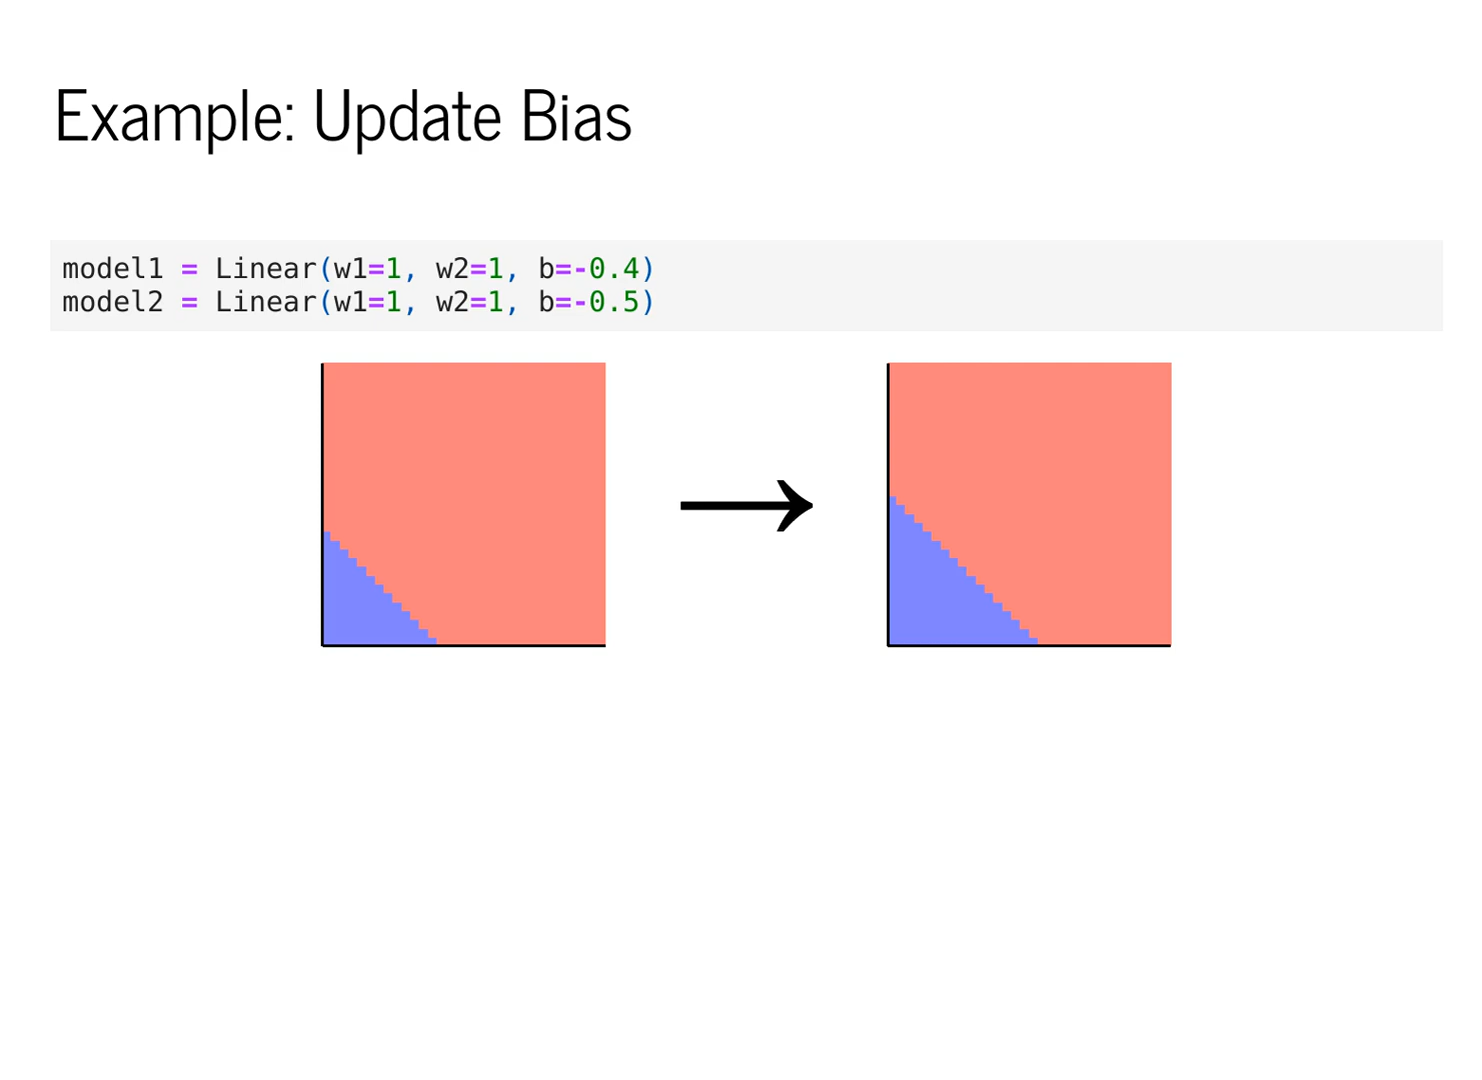 Example: Update Bias
model1 = Linear(w1=1, w2=1, b=-0.4)
model2 = Linear(w1=1, w2=1, b=-0.5)